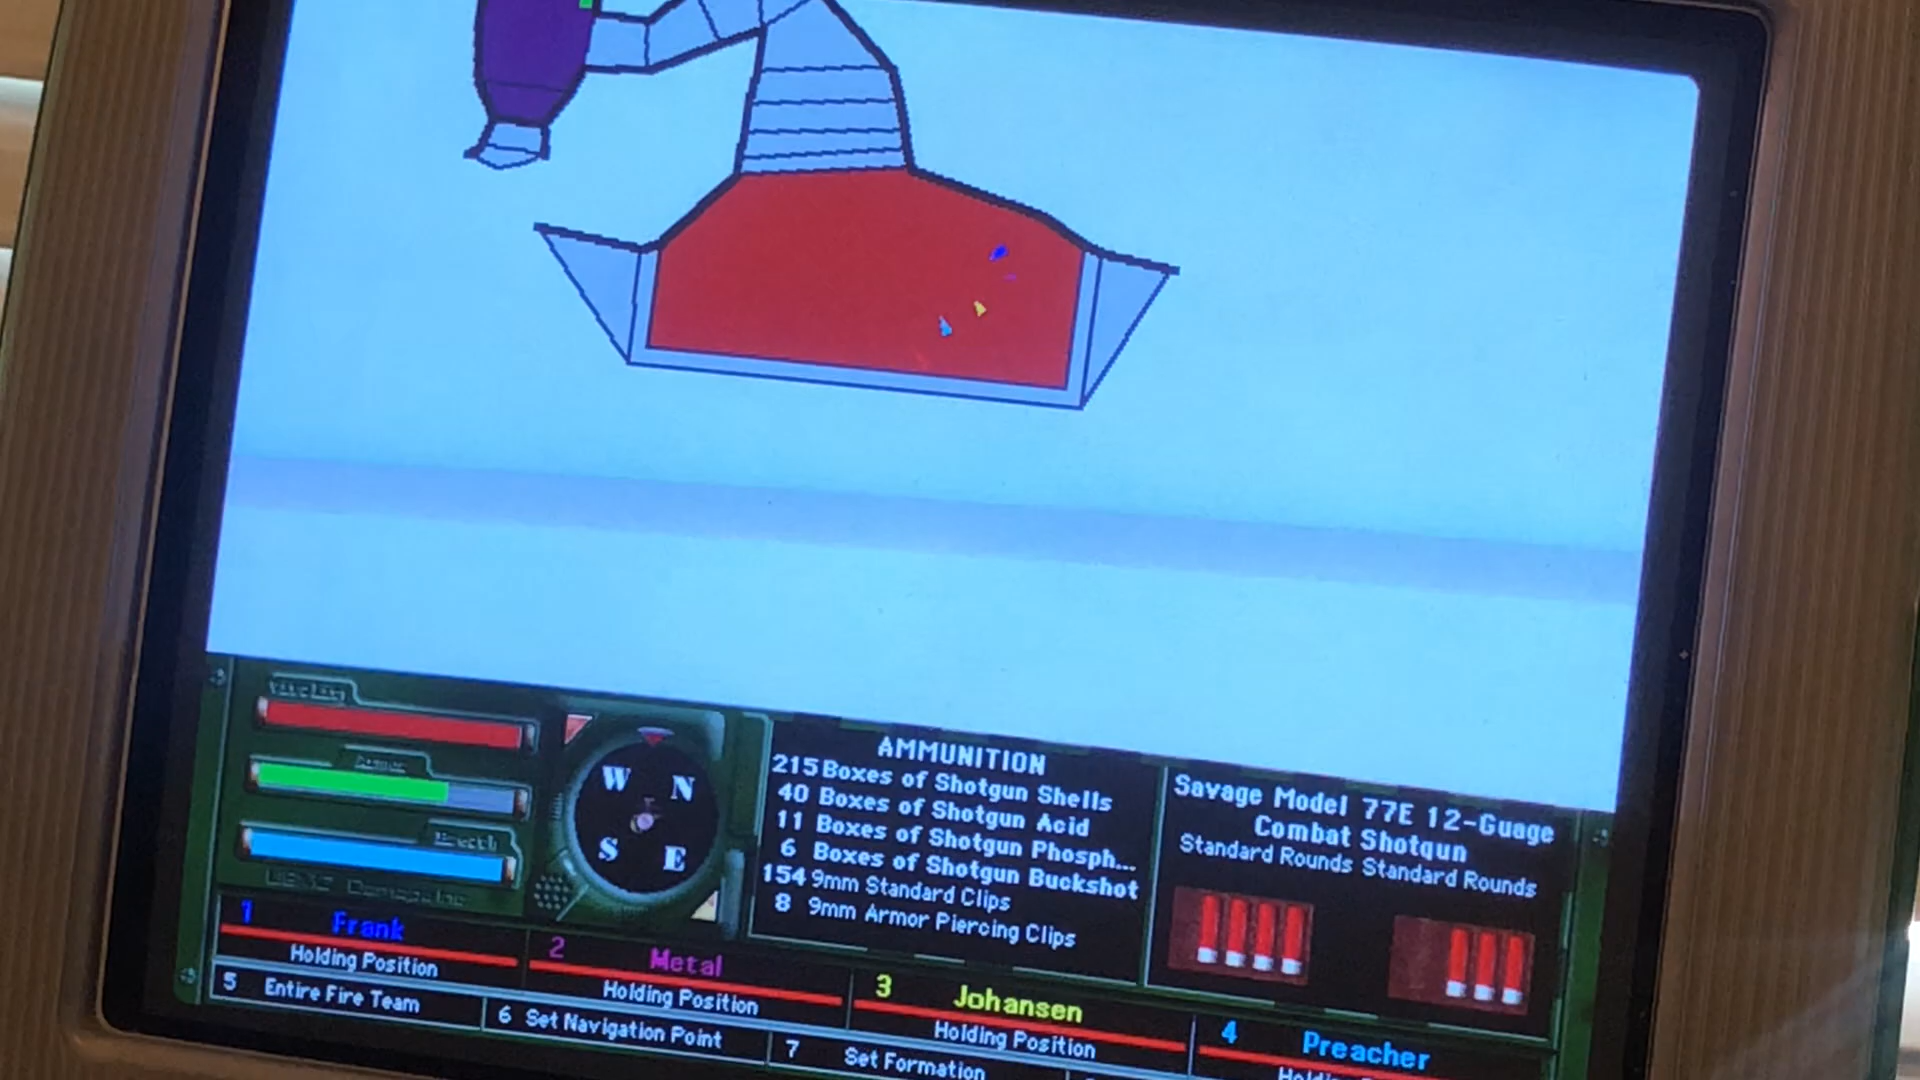 W N
S E
AMMUNITION
215 Boxes of Shotgun Shells
40 Boxes of Shotgun Acid
11 Boxes of Shotgun Phosph...
6 Boxes of Shotgun Buckshot
154 9mm Standard Clips
8 9mm Armor Piercing Clips
Savage Model 77E 12-Guage
Combat Shotgun
Standard Rounds Standard Rounds
1 Frank
Holding Position
2 Metal
Holding Position
3 Johansen
Holding Position
4 Preacher
5 Entire Fire Team
6 Set Navigation Point
7 Set Formation